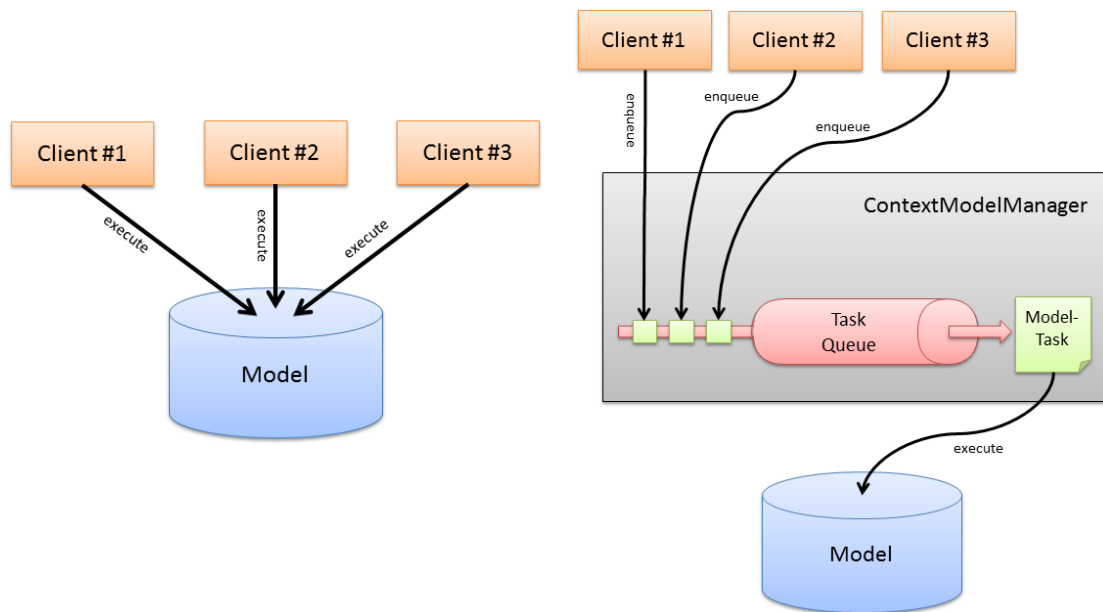 Client #1
Client #2
Client #3
execute
execute
execute
Model
Client #1
Client #2
Client #3
enqueue
enqueue
enqueue
ContextModelManager
Task
Queue
Model-
Task
execute
Model